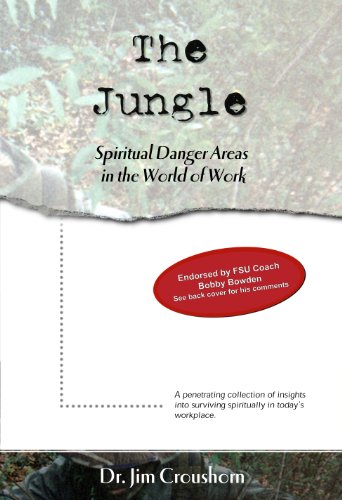 The
Jungle
Spiritual Danger Areas
in the World of Work
Endorsed by FSU Coach
Bobby Bowden
See back cover for his comments
A penetrating collection of insights
into surviving spiritually in today's
workplace.
Dr. Jim Croushorn